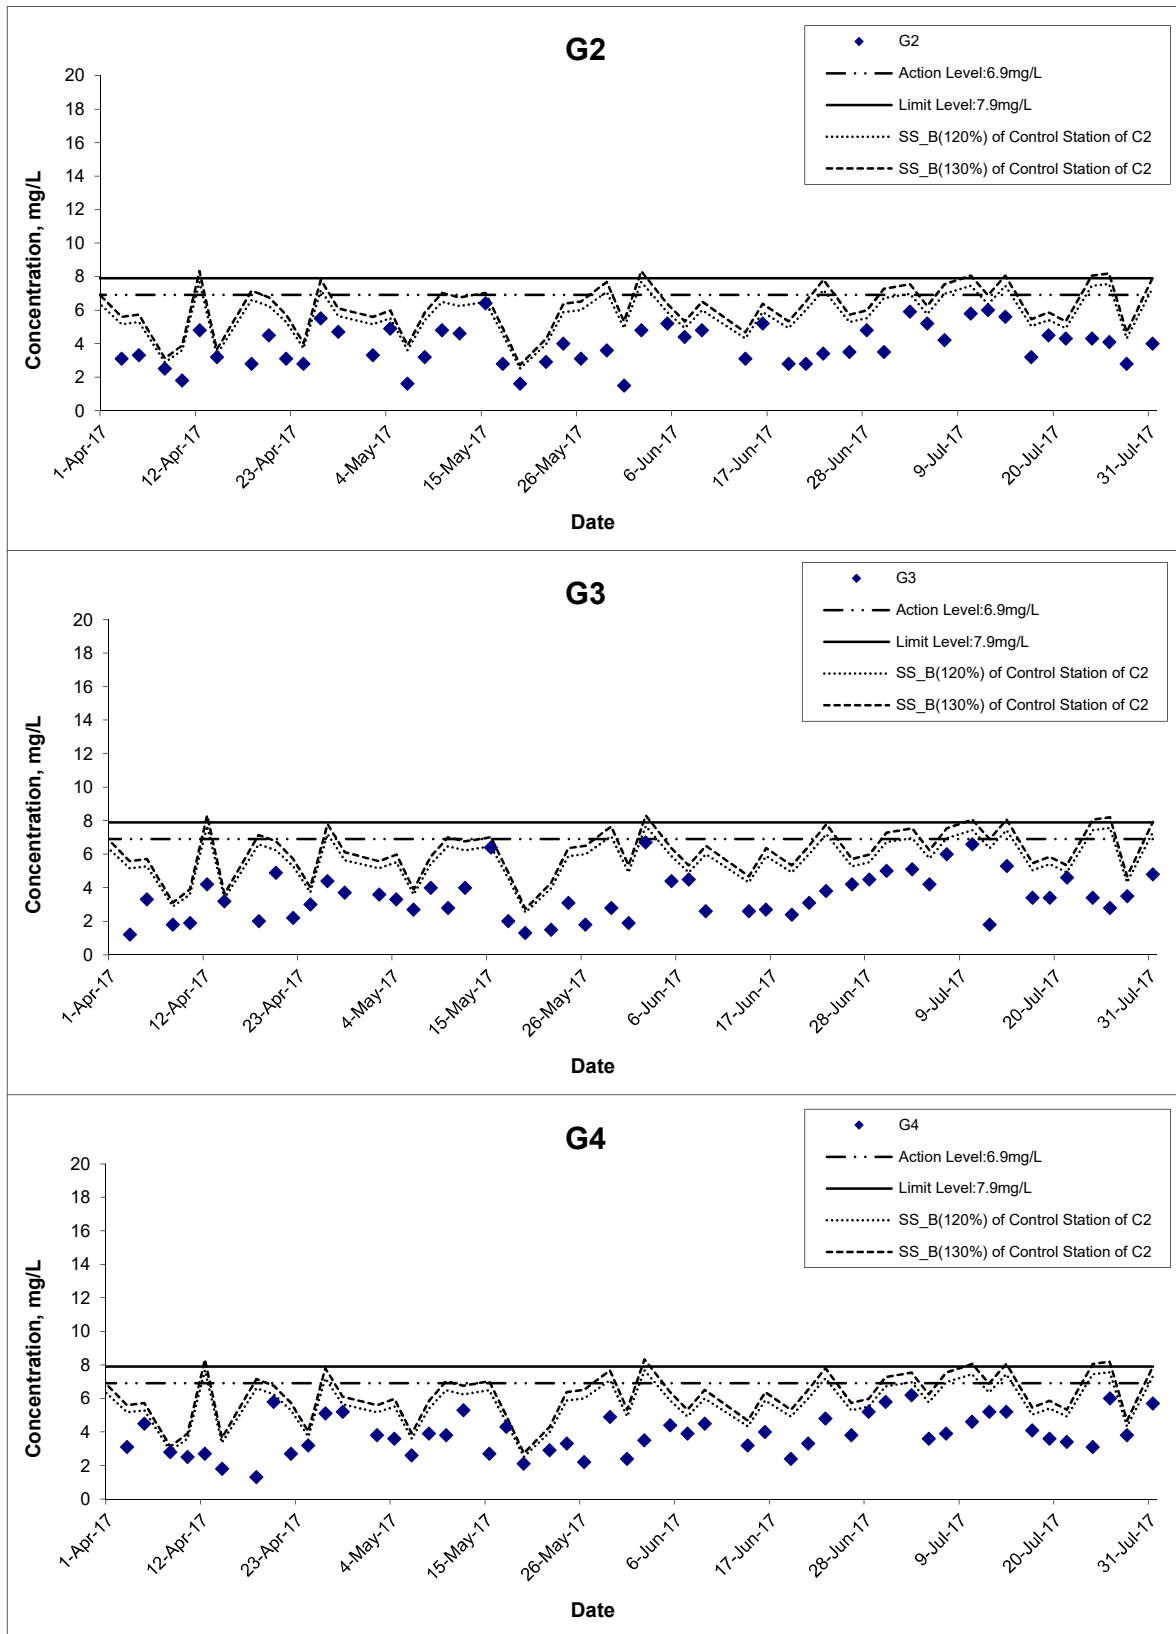 G2
G2
Action Level:6.9mg/L
Limit Level:7.9mg/L
SS_B(120%) of Control Station of C2
SS_B(130%) of Control Station of C2
Concentration, mg/L
20
18
16
14
12
10
8
6
4
2
0
1-Apr-17
12-Apr-17
23-Apr-17
4-May-17
15-May-17
26-May-17
6-Jun-17
17-Jun-17
28-Jun-17
9-Jul-17
20-Jul-17
31-Jul-17
Date
G3
G3
Action Level:6.9mg/L
Limit Level:7.9mg/L
SS_B(120%) of Control Station of C2
SS_B(130%) of Control Station of C2
Concentration, mg/L
20
18
16
14
12
10
8
6
4
2
0
1-Apr-17
12-Apr-17
23-Apr-17
4-May-17
15-May-17
26-May-17
6-Jun-17
17-Jun-17
28-Jun-17
9-Jul-17
20-Jul-17
31-Jul-17
Date
G4
G4
Action Level:6.9mg/L
Limit Level:7.9mg/L
SS_B(120%) of Control Station of C2
SS_B(130%) of Control Station of C2
Concentration, mg/L
20
18
16
14
12
10
8
6
4
2
0
1-Apr-17
12-Apr-17
23-Apr-17
4-May-17
15-May-17
26-May-17
6-Jun-17
17-Jun-17
28-Jun-17
9-Jul-17
20-Jul-17
31-Jul-17
Date